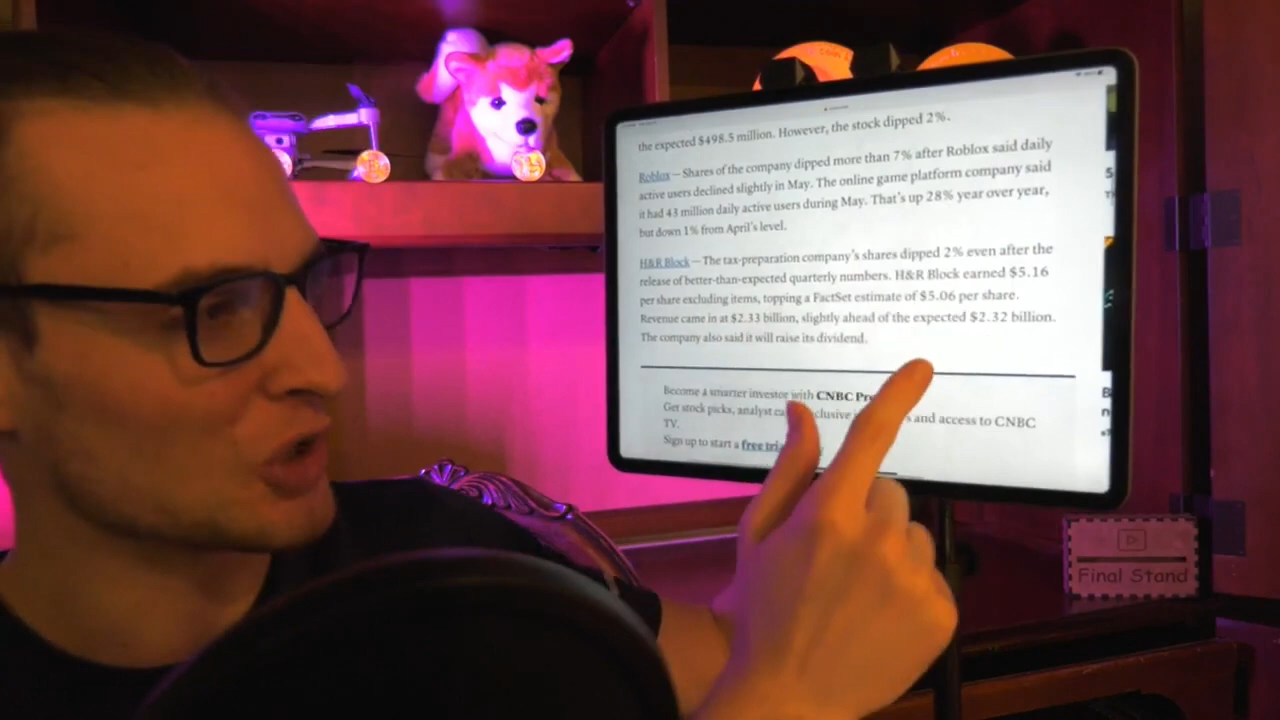 the expected $498.5 million. However, the stock dipped 2%.
Roblox — Shares of the company dipped more than 7% after Roblox said daily
active users declined slightly in May. The online game platform company said
it had 43 million daily active users during May. That's up 28% year over year,
but down 1% from April's level.
H&R Block — The tax-preparation company's shares dipped 2% even after the
release of better-than-expected quarterly numbers. H&R Block earned $5.16
per share excluding items, topping a FactSet estimate of $5.06 per share.
Revenue came in at $2.33 billion, slightly ahead of the expected $2.32 billion.
The company also said it will raise its dividend.
Become a smarter investor with CNBC Pr
Get stock picks, analyst ca clusive s and access to CNBC
TV.
Sign up to start a free tri
Final Stand